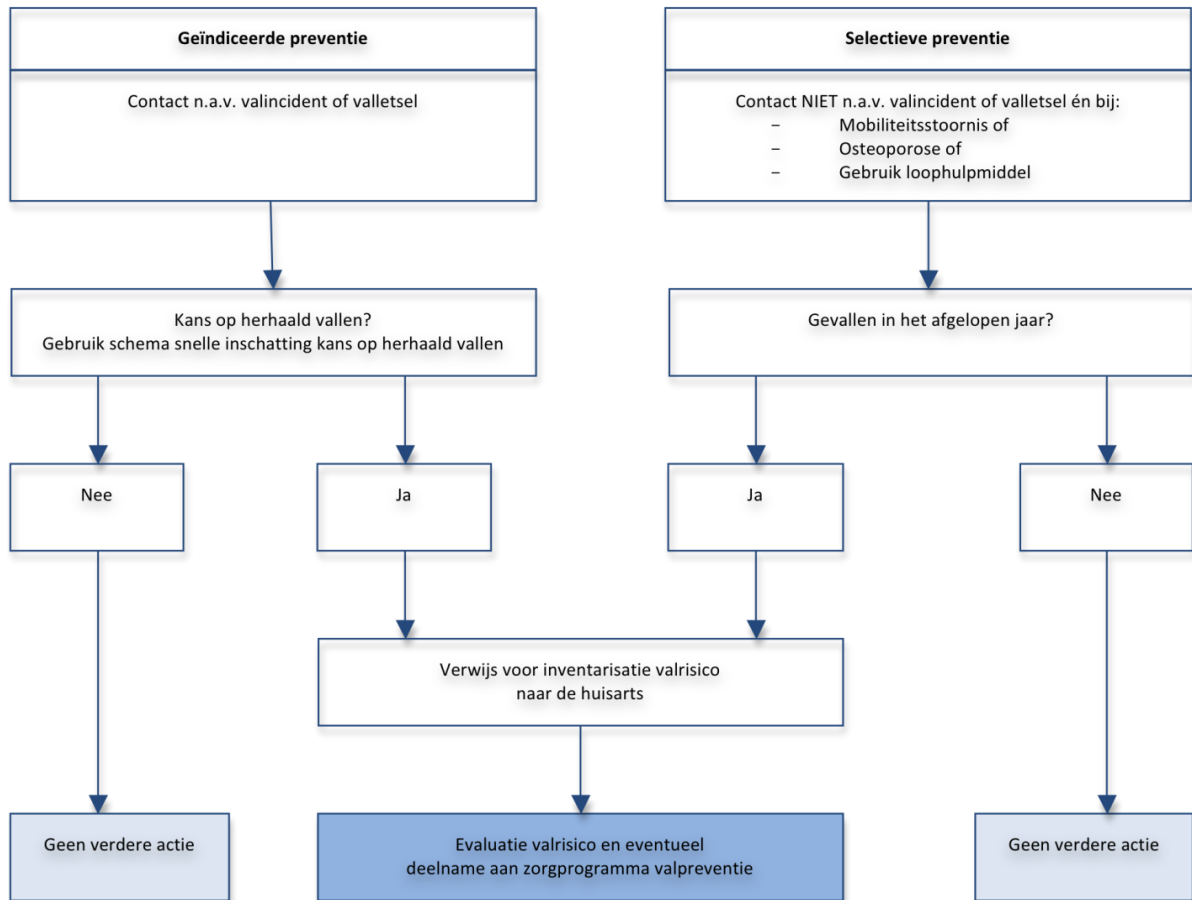 Geïndiceerde preventie
Contact n.a.v. valincident of valletsel
Selectieve preventie
Contact NIET n.a.v. valincident of valletsel én bij:
– Mobiliteitsstoornis of
– Osteoporose of
– Gebruik loophulpmiddel
Kans op herhaald vallen?
Gebruik schema snelle inschatting kans op herhaald vallen
Gevallen in het afgelopen jaar?
Nee
Ja
Ja
Nee
Verwijs voor inventarisatie valrisico
naar de huisarts
Geen verdere actie
Evaluatie valrisico en eventueel
deelname aan zorgprogramma valpreventie
Geen verdere actie